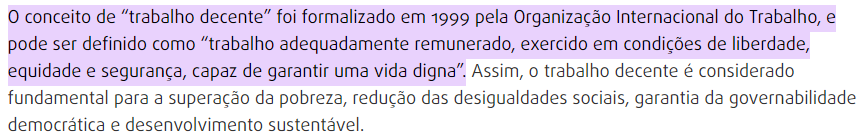 O conceito de “trabalho decente” foi formalizado em 1999 pela Organização Internacional do Trabalho, e
pode ser definido como “trabalho adequadamente remunerado, exercido em condições de liberdade,
equidade e segurança, capaz de garantir uma vida digna”. Assim, o trabalho decente é considerado
fundamental para a superação da pobreza, redução das desigualdades sociais, garantia da governabilidade
democrática e desenvolvimento sustentável.